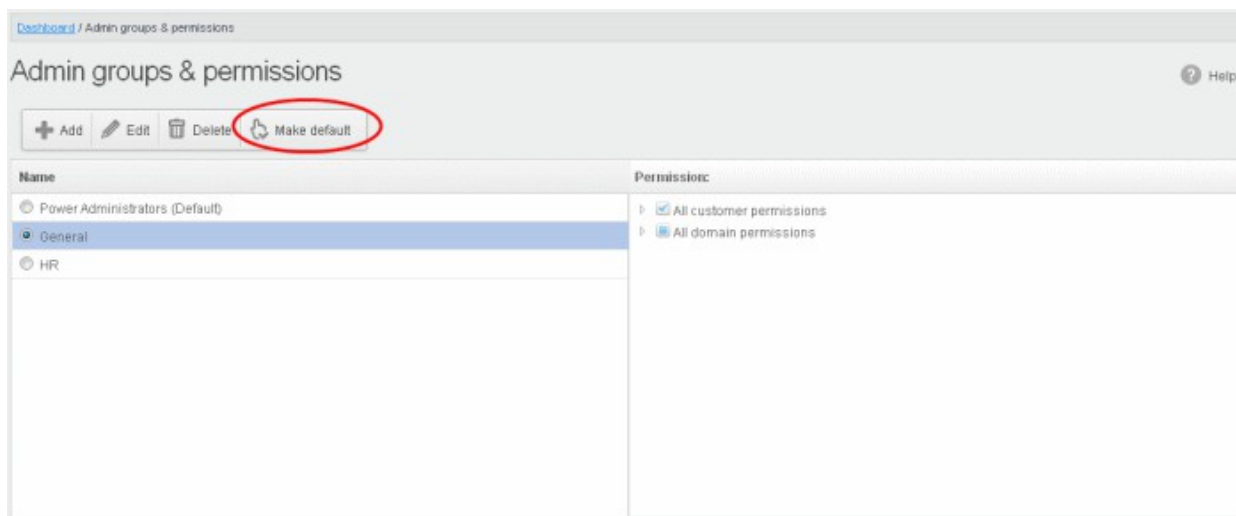 Dashboard / Admin groups & permissions
Admin groups & permissions
Help
Add Edit Delete Make default
Name Permission:
Power Administrators (Default) All customer permissions
General All domain permissions
HR